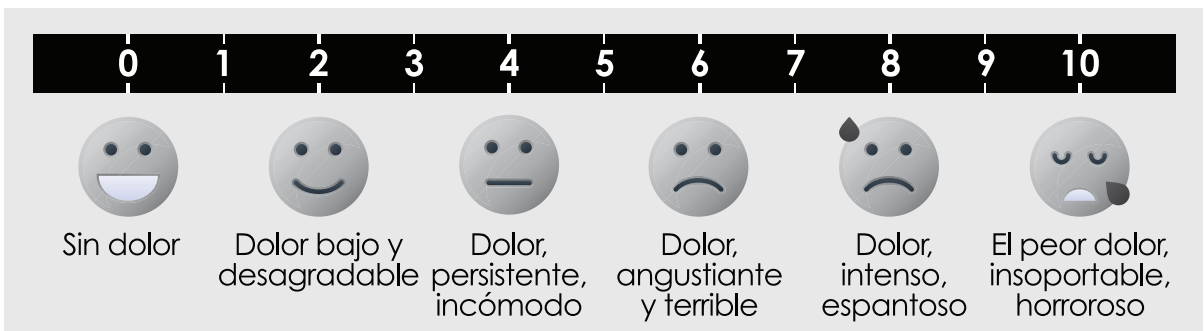 0 1 2 3 4 5 6 7 8 9 10
Sin dolor
Dolor bajo y
desagradable
Dolor,
persistente,
incómodo
Dolor,
angustiante
y terrible
Dolor,
intenso,
espantoso
El peor dolor,
insoportable,
horroroso